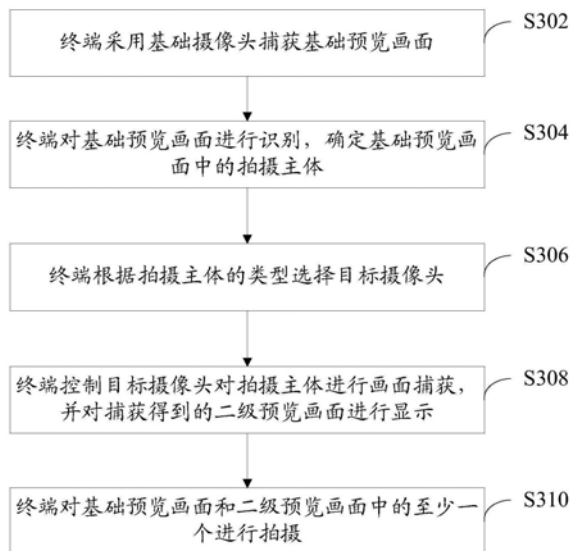 S302
终端采用基础摄像头捕获基础预览画面
S304
终端对基础预览画面进行识别，确定基础预览画
面中的拍摄主体
S306
终端根据拍摄主体的类型选择目标摄像头
S308
终端控制目标摄像头对拍摄主体进行画面捕获，
并对捕获得到的二级预览画面进行显示
S310
终端对基础预览画面和二级预览画面中的至少一
个进行拍摄